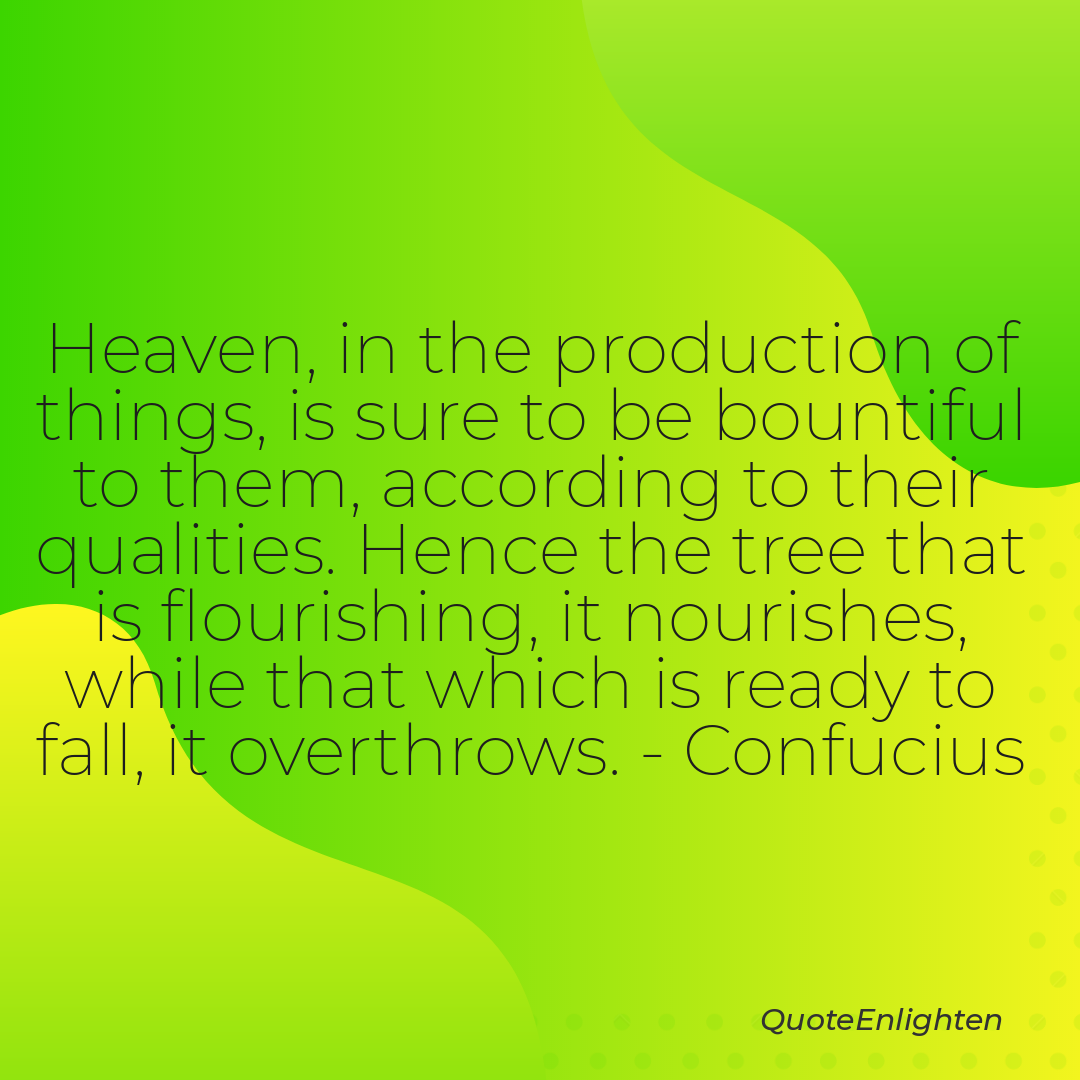 Heaven, in the production of
things, is sure to be bountiful
to them, according to their
qualities. Hence the tree that
is flourishing, it nourishes,
while that which is ready to
fall, it overthrows. - Confucius
QuoteEnlighten